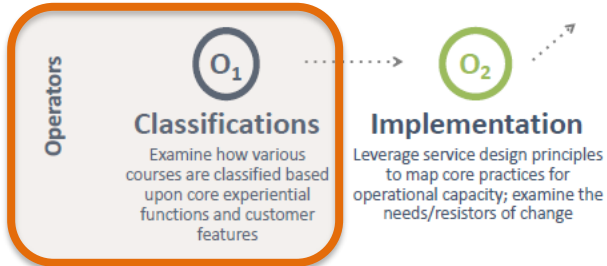 Operators
O₁
Classifications
Examine how various
courses are classified based
upon core experiential
functions and customer
features
O₂
Implementation
Leverage service design principles
to map core practices for
operational capacity; examine the
needs/resistors of change